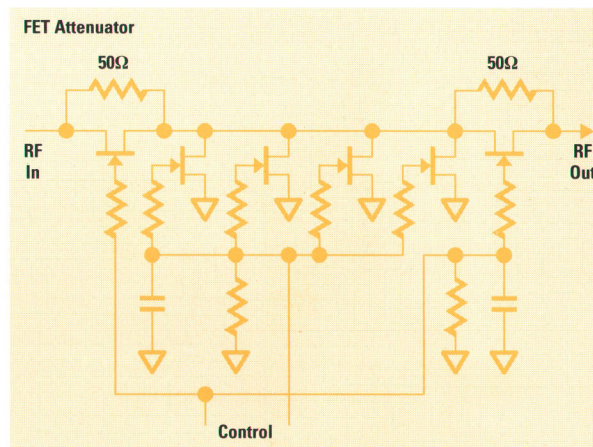 FET Attenuator
50Ω
50Ω
RF
In
RF
Out
Control